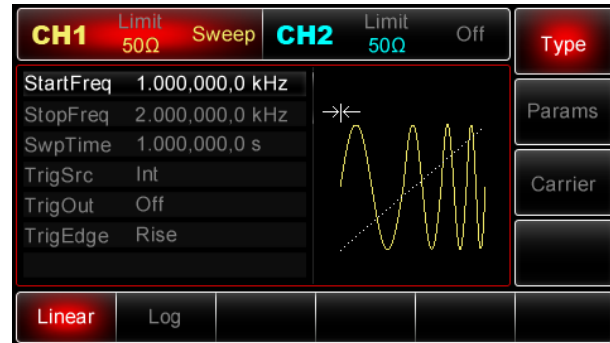 CH1 Limit 50Ω Sweep CH2 Limit 50Ω Off
Type
StartFreq 1.000,000,0 kHz
StopFreq 2.000,000,0 kHz
Params
SwpTime 1.000,000,0 s
TrigSrc Int
Carrier
TrigOut Off
TrigEdge Rise
Linear Log